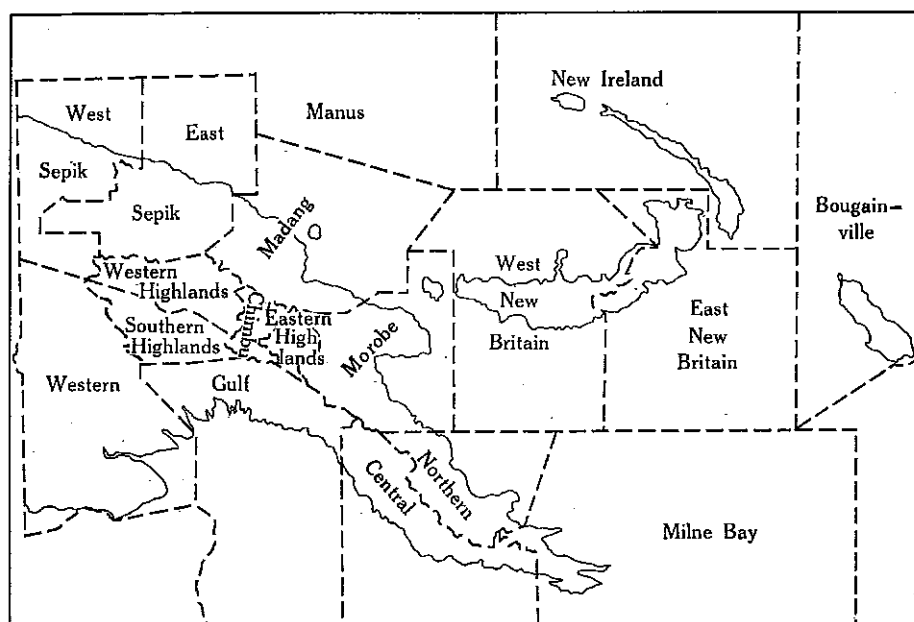 New Ireland
West
Manus
East
Sepik
Sepik
Bougain-
ville
Madang
West
Western
Highlands
New
Chimbu
Eastern
High
lands
East
New
Britain
Southern
Highlands
Morobe
Britain
Western
Gulf
Northern
Central
Milne Bay